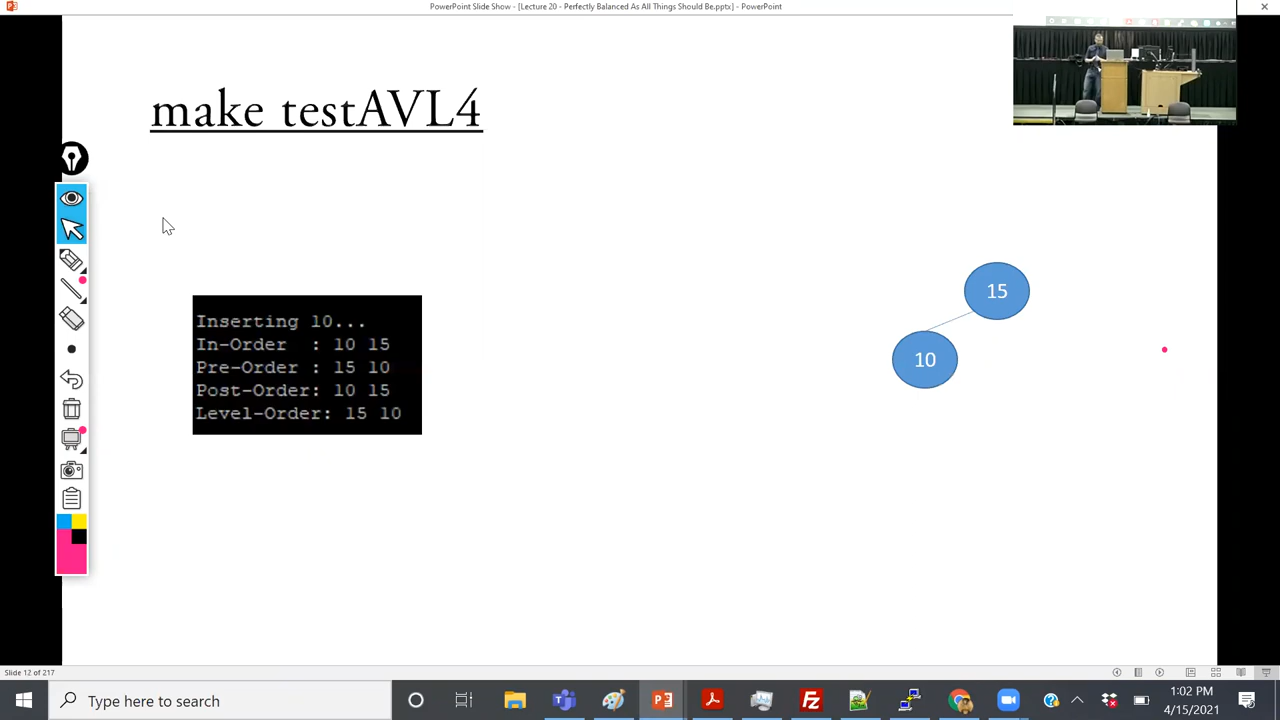 PowerPoint Slide Show - [Lecture 20 - Perfectly Balanced As All Things Should Be.pptx] - PowerPoint
make testAVL4
15
10
Inserting 10...
In-Order : 10 15
Pre-Order : 15 10
Post-Order: 10 15
Level-Order: 15 10
Slide 12 of 217
Type here to search
1:02 PM
4/15/2021